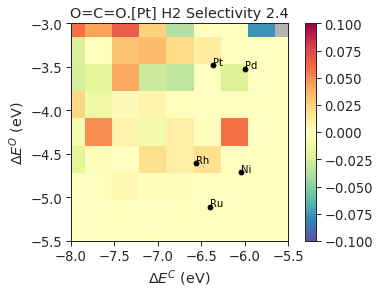 O=C=O.[Pt] H2 Selectivity 2.4
−3.0
−3.5
−4.0
−4.5
−5.0
−5.5
ΔE^O (eV)
Pt
Pd
Rh
Ni
Ru
−8.0 −7.5 −7.0 −6.5 −6.0 −5.5
ΔE^C (eV)
0.100
0.075
0.050
0.025
0.000
−0.025
−0.050
−0.075
−0.100